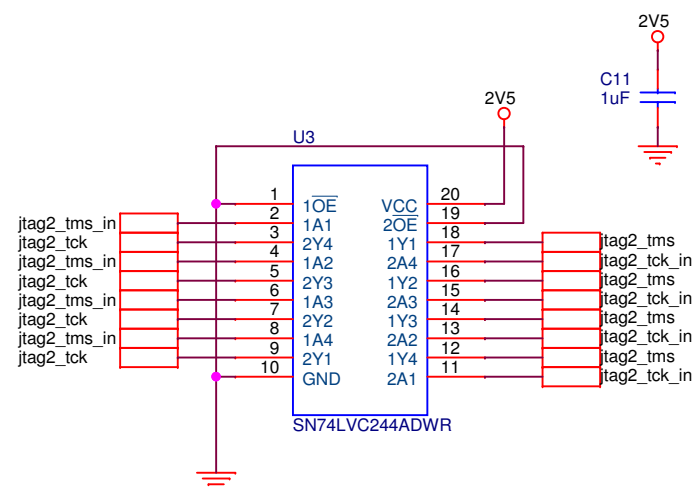 2V5
C11
1uF
2V5
U3
1 1OE VCC 20
jtag2_tms_in 2 1A1 2OE 19
jtag2_tck 3 2Y4 1Y1 18 jtag2_tms
jtag2_tms_in 4 1A2 2A4 17 jtag2_tck_in
jtag2_tck 5 2Y3 1Y2 16 jtag2_tms
jtag2_tms_in 6 1A3 2A3 15 jtag2_tck_in
jtag2_tck 7 2Y2 1Y3 14 jtag2_tms
jtag2_tms_in 8 1A4 2A2 13 jtag2_tck_in
jtag2_tck 9 2Y1 1Y4 12 jtag2_tms
10 GND 2A1 11 jtag2_tck_in
SN74LVC244ADWR